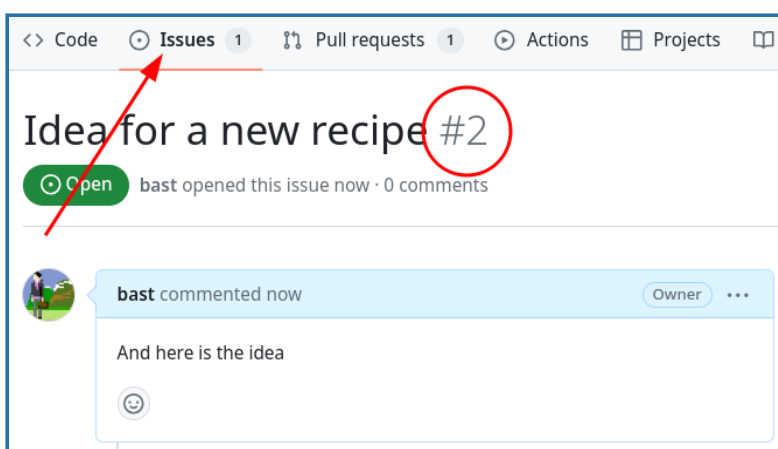 <> Code Issues 1 Pull requests 1 Actions Projects
Idea for a new recipe #2
Open bast opened this issue now · 0 comments
bast commented now Owner ...
And here is the idea